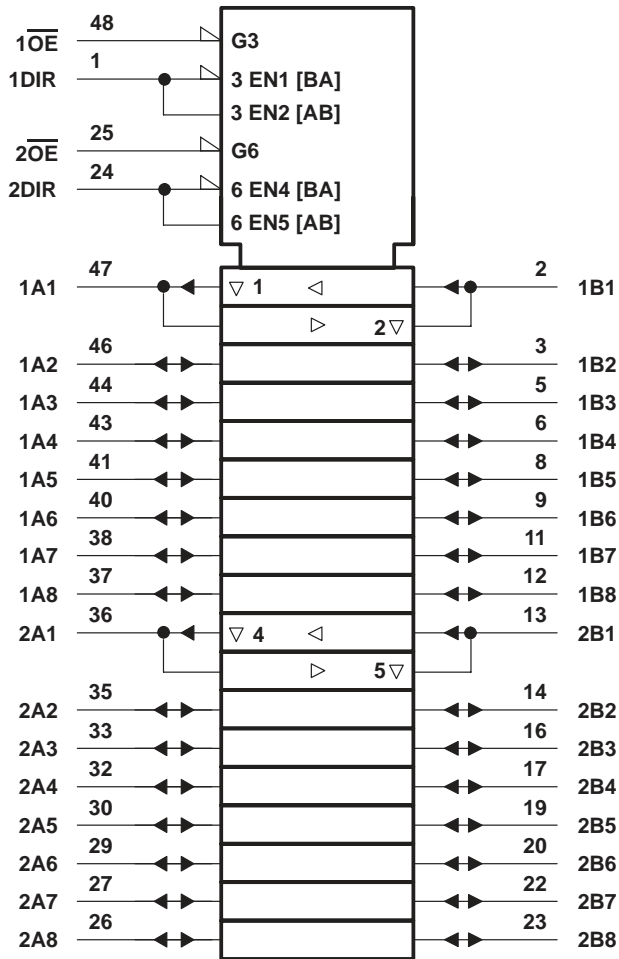 48
1O̅E̅ G3
1
1DIR 3 EN1 [BA]
3 EN2 [AB]
25
2O̅E̅ G6
24
2DIR 6 EN4 [BA]
6 EN5 [AB]
47 2
1A1 ▽ 1 ◁ 1B1
▷ 2 ▽
46 3
1A2 1B2
44 5
1A3 1B3
43 6
1A4 1B4
41 8
1A5 1B5
40 9
1A6 1B6
38 11
1A7 1B7
37 12
1A8 1B8
36 13
2A1 ▽ 4 ◁ 2B1
▷ 5 ▽
35 14
2A2 2B2
33 16
2A3 2B3
32 17
2A4 2B4
30 19
2A5 2B5
29 20
2A6 2B6
27 22
2A7 2B7
26 23
2A8 2B8